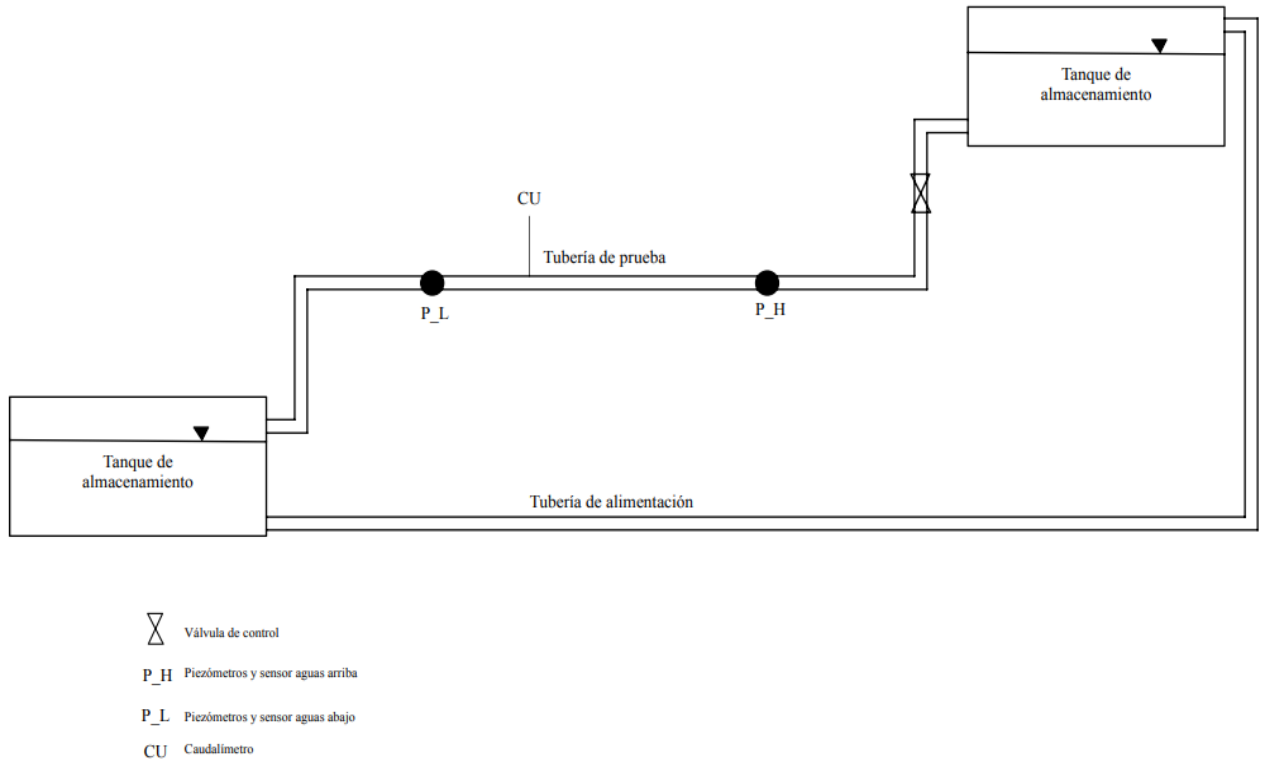 Tanque de
almacenamiento
CU
Tubería de prueba
P_L
P_H
Tanque de
almacenamiento
Tubería de alimentación
Válvula de control
P_H Piezómetros y sensor aguas arriba
P_L Piezómetros y sensor aguas abajo
CU Caudalímetro